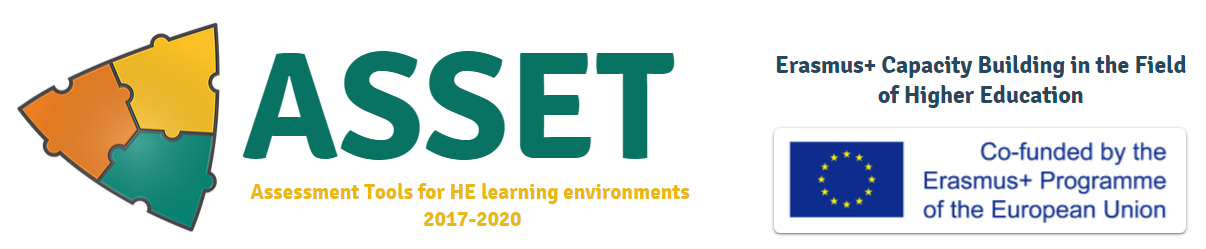 ASSET
Assessment Tools for HE learning environments
2017-2020
Erasmus+ Capacity Building in the Field
of Higher Education
Co-funded by the
Erasmus+ Programme
of the European Union